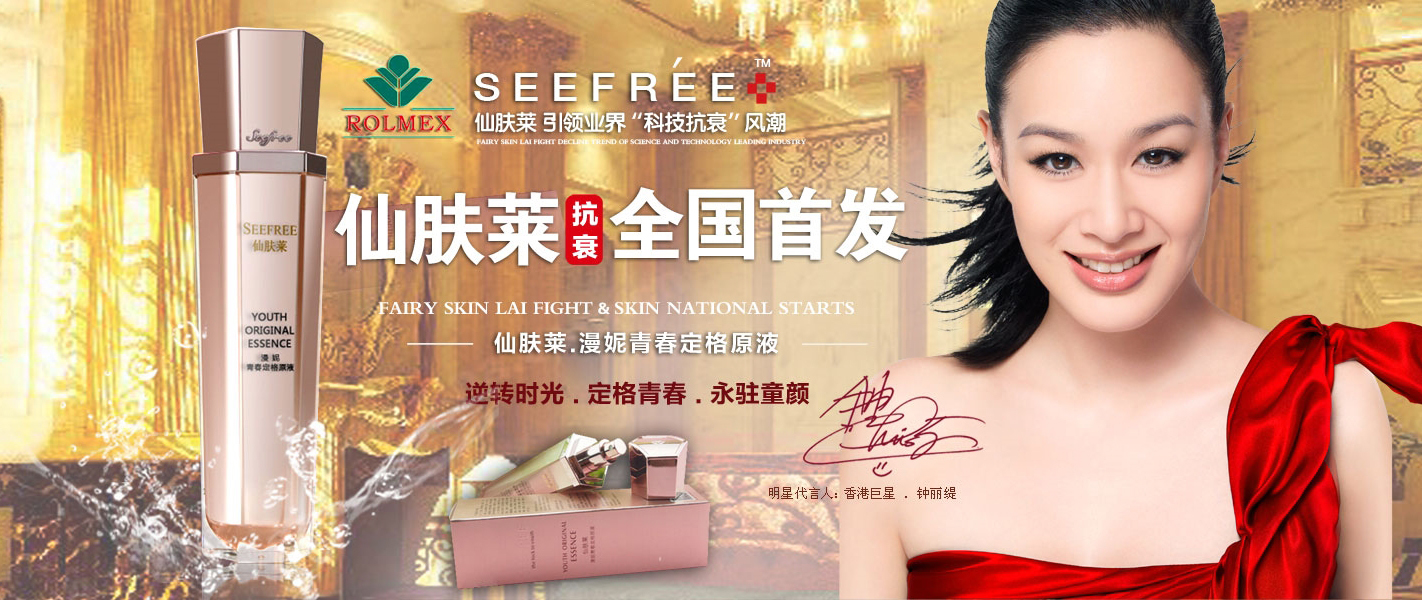 Seefree
SEEFREE
仙肤莱
YOUTH
ORIGINAL
ESSENCE
漫妮
青春定格原液
ROLMEX
SEEFRÉE TM
仙肤莱 引领业界“科技抗衰”风潮
FAIRY SKIN LAI FIGHT DECLINE TREND OF SCIENCE AND TECHNOLOGY LEADING INDUSTRY
仙肤莱 抗衰 全国首发
FAIRY SKIN LAI FIGHT & SKIN NATIONAL STARTS
仙肤莱.漫妮青春定格原液
逆转时光 . 定格青春 . 永驻童颜
YOUTH ORIGINAL
ESSENCE
仙肤莱
明星代言人：香港巨星 . 钟丽缇